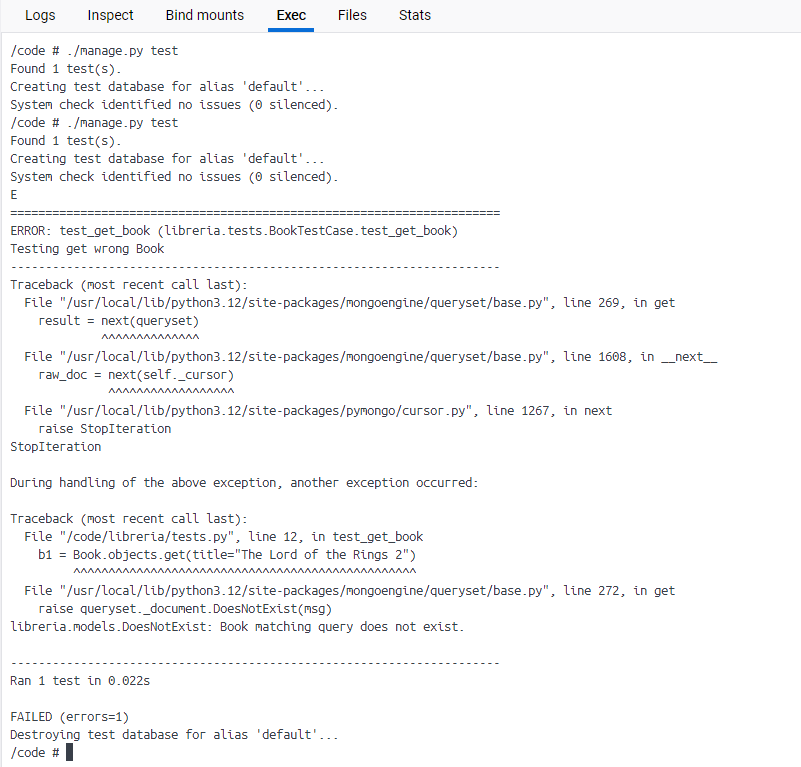 Logs Inspect Bind mounts Exec Files Stats
/code # ./manage.py test
Found 1 test(s).
Creating test database for alias 'default'...
System check identified no issues (0 silenced).
/code # ./manage.py test
Found 1 test(s).
Creating test database for alias 'default'...
System check identified no issues (0 silenced).
E
======================================================================
ERROR: test_get_book (libreria.tests.BookTestCase.test_get_book)
Testing get wrong Book
----------------------------------------------------------------------
Traceback (most recent call last):
  File "/usr/local/lib/python3.12/site-packages/mongoengine/queryset/base.py", line 269, in get
    result = next(queryset)
             ^^^^^^^^^^^^^^
  File "/usr/local/lib/python3.12/site-packages/mongoengine/queryset/base.py", line 1608, in __next__
    raw_doc = next(self._cursor)
              ^^^^^^^^^^^^^^^^^^
  File "/usr/local/lib/python3.12/site-packages/pymongo/cursor.py", line 1267, in next
    raise StopIteration
StopIteration

During handling of the above exception, another exception occurred:

Traceback (most recent call last):
  File "/code/libreria/tests.py", line 12, in test_get_book
    b1 = Book.objects.get(title="The Lord of the Rings 2")
         ^^^^^^^^^^^^^^^^^^^^^^^^^^^^^^^^^^^^^^^^^^^^^^^^^
  File "/usr/local/lib/python3.12/site-packages/mongoengine/queryset/base.py", line 272, in get
    raise queryset._document.DoesNotExist(msg)
libreria.models.DoesNotExist: Book matching query does not exist.

----------------------------------------------------------------------
Ran 1 test in 0.022s

FAILED (errors=1)
Destroying test database for alias 'default'...
/code #